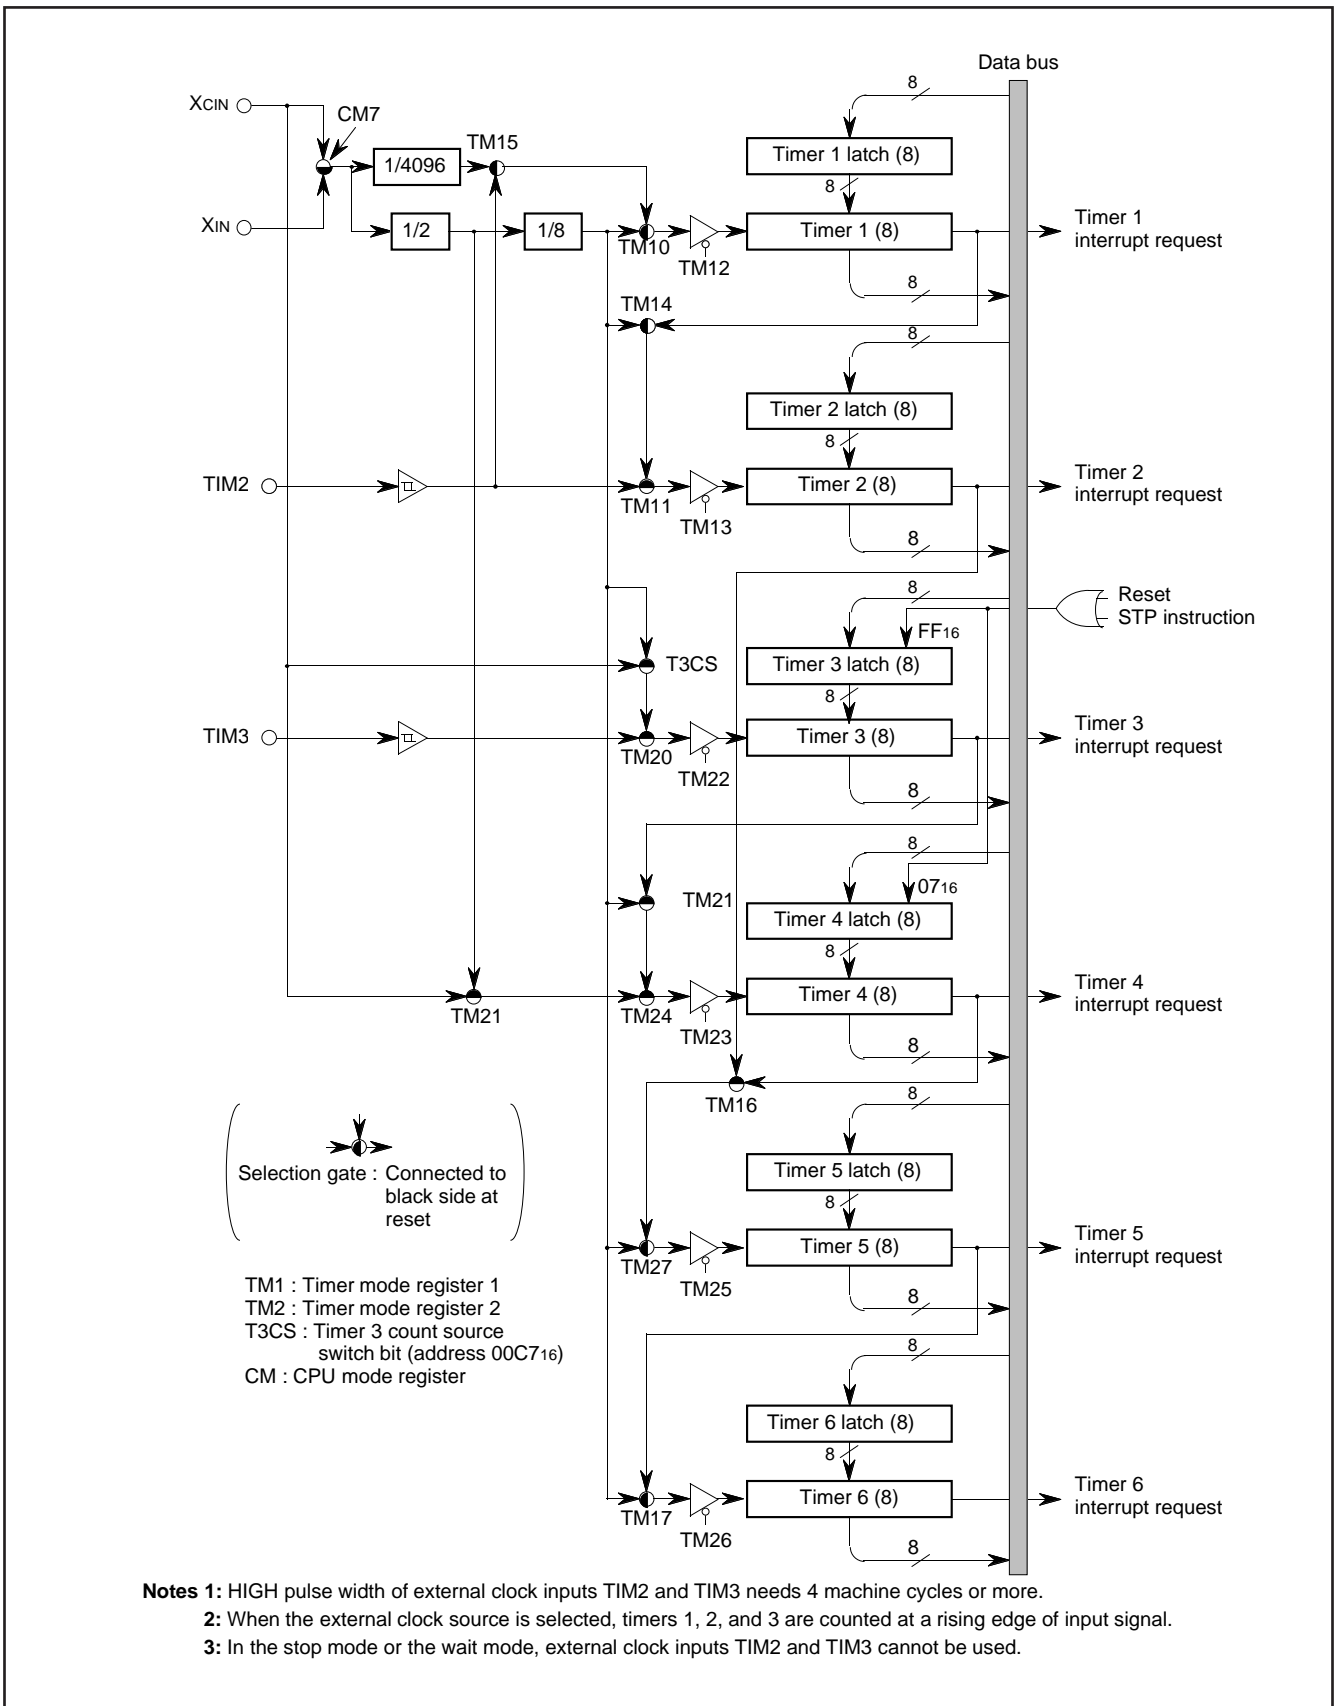 Data bus
8
XCIN
CM7
TM15
1/4096
Timer 1 latch (8)
8
XIN
1/2
1/8
TM10
TM12
Timer 1 (8)
Timer 1
interrupt request
8
TM14
8
Timer 2 latch (8)
8
TIM2
TM11
TM13
Timer 2 (8)
Timer 2
interrupt request
8
8
Reset
STP instruction
FF16
T3CS
Timer 3 latch (8)
8
TIM3
TM20
TM22
Timer 3 (8)
Timer 3
interrupt request
8
8
0716
TM21
Timer 4 latch (8)
8
TM21
TM24
TM23
Timer 4 (8)
Timer 4
interrupt request
8
TM16
8
Selection gate : Connected to
black side at
reset
Timer 5 latch (8)
8
TM27
TM25
Timer 5 (8)
Timer 5
interrupt request
8
TM1 : Timer mode register 1
TM2 : Timer mode register 2
T3CS : Timer 3 count source
switch bit (address 00C716)
CM : CPU mode register
8
Timer 6 latch (8)
8
TM17
TM26
Timer 6 (8)
Timer 6
interrupt request
8
Notes 1: HIGH pulse width of external clock inputs TIM2 and TIM3 needs 4 machine cycles or more.
2: When the external clock source is selected, timers 1, 2, and 3 are counted at a rising edge of input signal.
3: In the stop mode or the wait mode, external clock inputs TIM2 and TIM3 cannot be used.